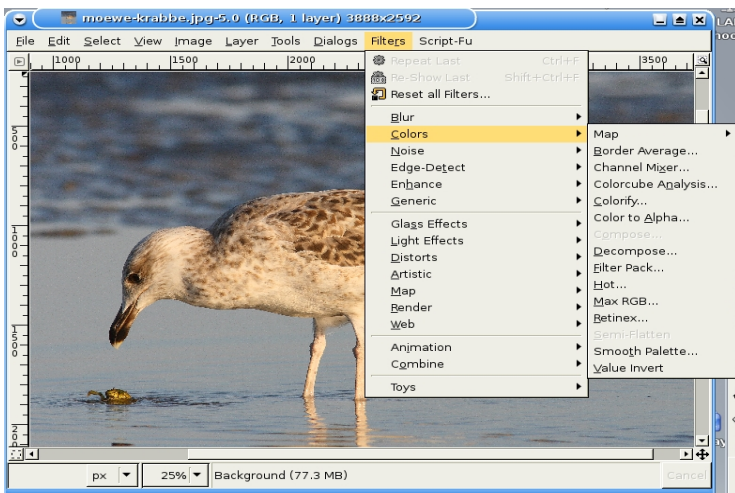 moewe-krabbe.jpg-5.0 (RGB, 1 layer) 3888x2592
File Edit Select View Image Layer Tools Dialogs Filters Script-Fu
1000 1500 2000 3500
Repeat Last Ctrl+F
Re-Show Last Shift+Ctrl+F
Reset all Filters...
Blur
Colors
Noise
Edge-Detect
Enhance
Generic
Glass Effects
Light Effects
Distorts
Artistic
Map
Render
Web
Animation
Combine
Toys
Map
Border Average...
Channel Mixer...
Colorcube Analysis...
Colorify...
Color to Alpha...
Compose...
Decompose...
Filter Pack...
Hot...
Max RGB...
Retinex...
Semi-Flatten
Smooth Palette...
Value Invert
500
1000
1500
px 25% Background (77.3 MB) Cancel